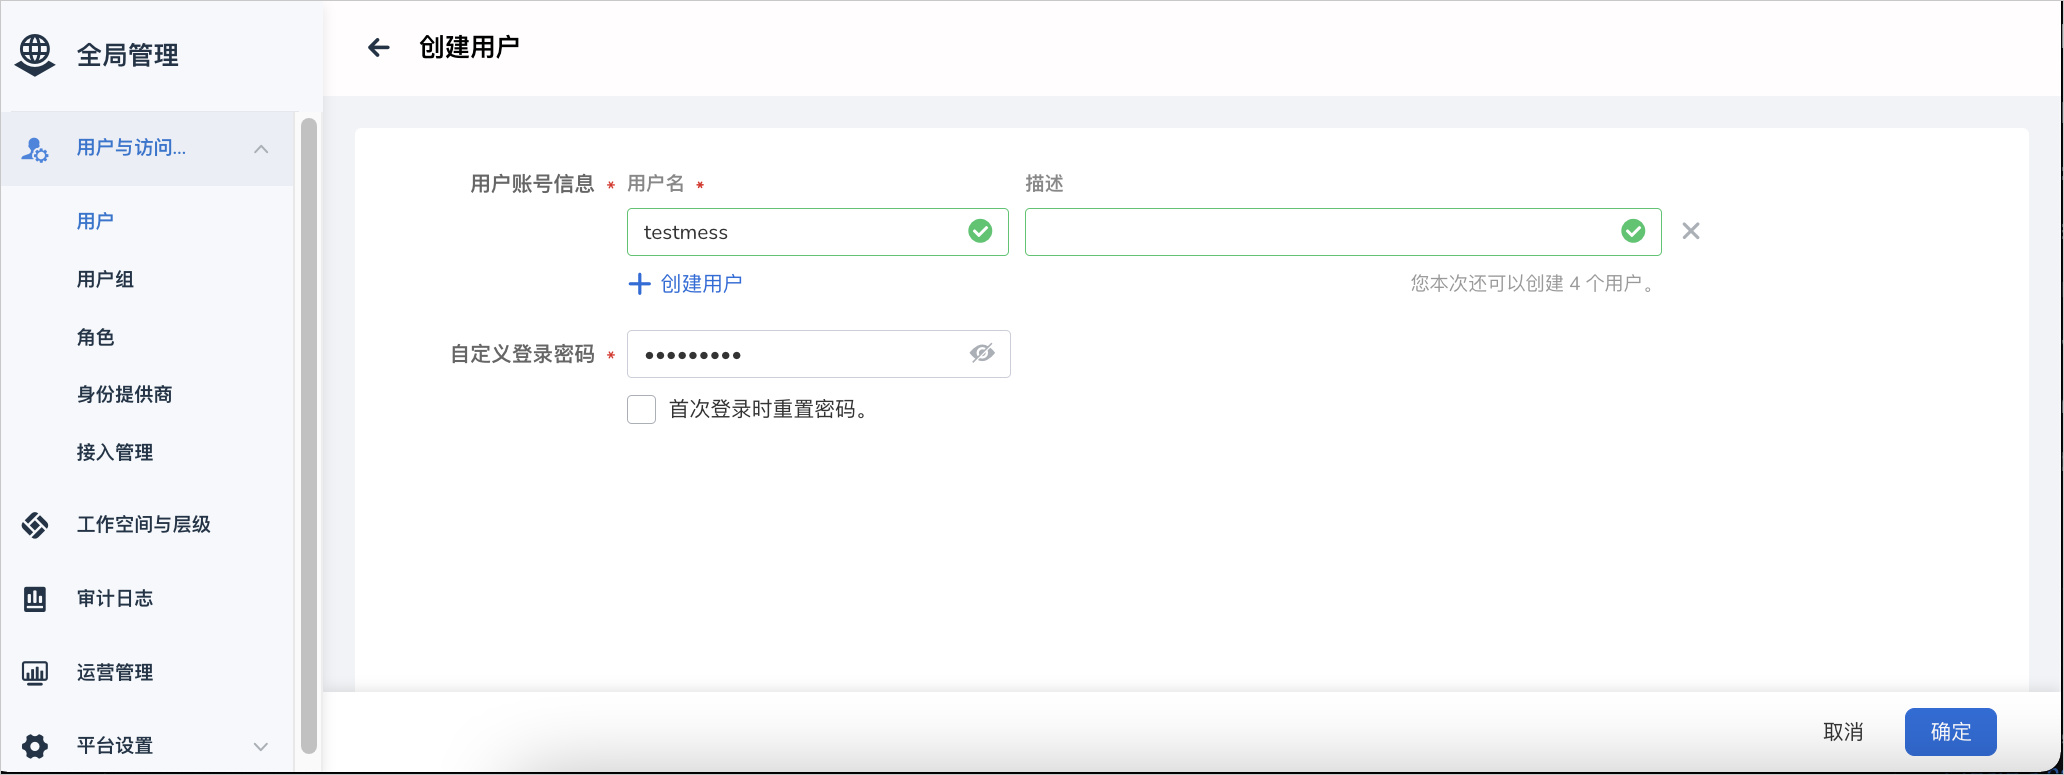 全局管理
用户与访问...
用户
用户组
角色
身份提供商
接入管理
工作空间与层级
审计日志
运营管理
平台设置
创建用户
用户账号信息 * 用户名 * 描述
testmess
创建用户 您本次还可以创建 4 个用户。
自定义登录密码 * •••••••••
首次登录时重置密码。
取消 确定